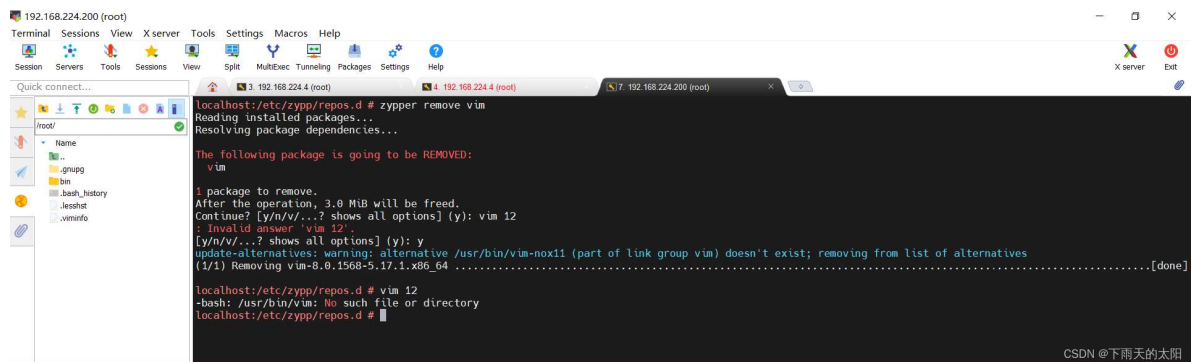 192.168.224.200 (root)
Terminal Sessions View X server Tools Settings Macros Help
Session Servers Tools Sessions View Split MultiExec Tunneling Packages Settings Help X server Exit
Quick connect...
3. 192.168.224.4 (root)
4. 192.168.224.4 (root)
7. 192.168.224.200 (root)
/root/
Name
..
.gnupg
bin
.bash_history
.lesshst
.viminfo
localhost:/etc/zypp/repos.d # zypper remove vim
Reading installed packages...
Resolving package dependencies...
The following package is going to be REMOVED:
vim
1 package to remove.
After the operation, 3.0 MiB will be freed.
Continue? [y/n/v/...? shows all options] (y): vim 12
: Invalid answer 'vim 12'.
[y/n/v/...? shows all options] (y): y
update-alternatives: warning: alternative /usr/bin/vim-nox11 (part of link group vim) doesn't exist; removing from list of alternatives
(1/1) Removing vim-8.0.1568-5.17.1.x86_64 ..............................................................................................................[done]
localhost:/etc/zypp/repos.d # vim 12
-bash: /usr/bin/vim: No such file or directory
localhost:/etc/zypp/repos.d #
CSDN @下雨天的太阳